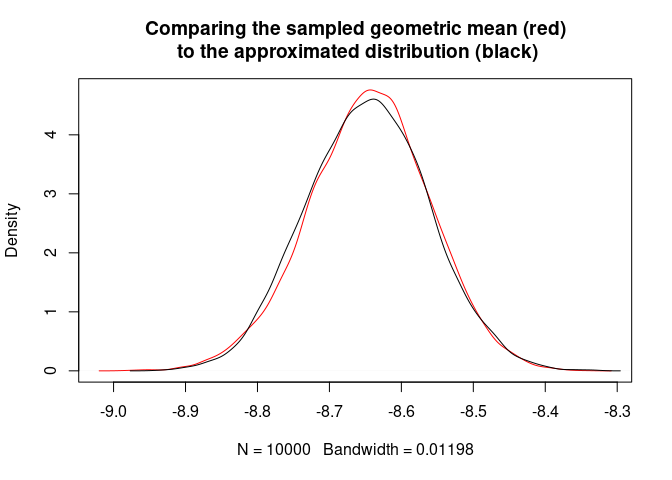 Comparing the sampled geometric mean (red)
to the approximated distribution (black)
Density
4
3
2
1
0
-9.0 -8.9 -8.8 -8.7 -8.6 -8.5 -8.4 -8.3
N = 10000 Bandwidth = 0.01198